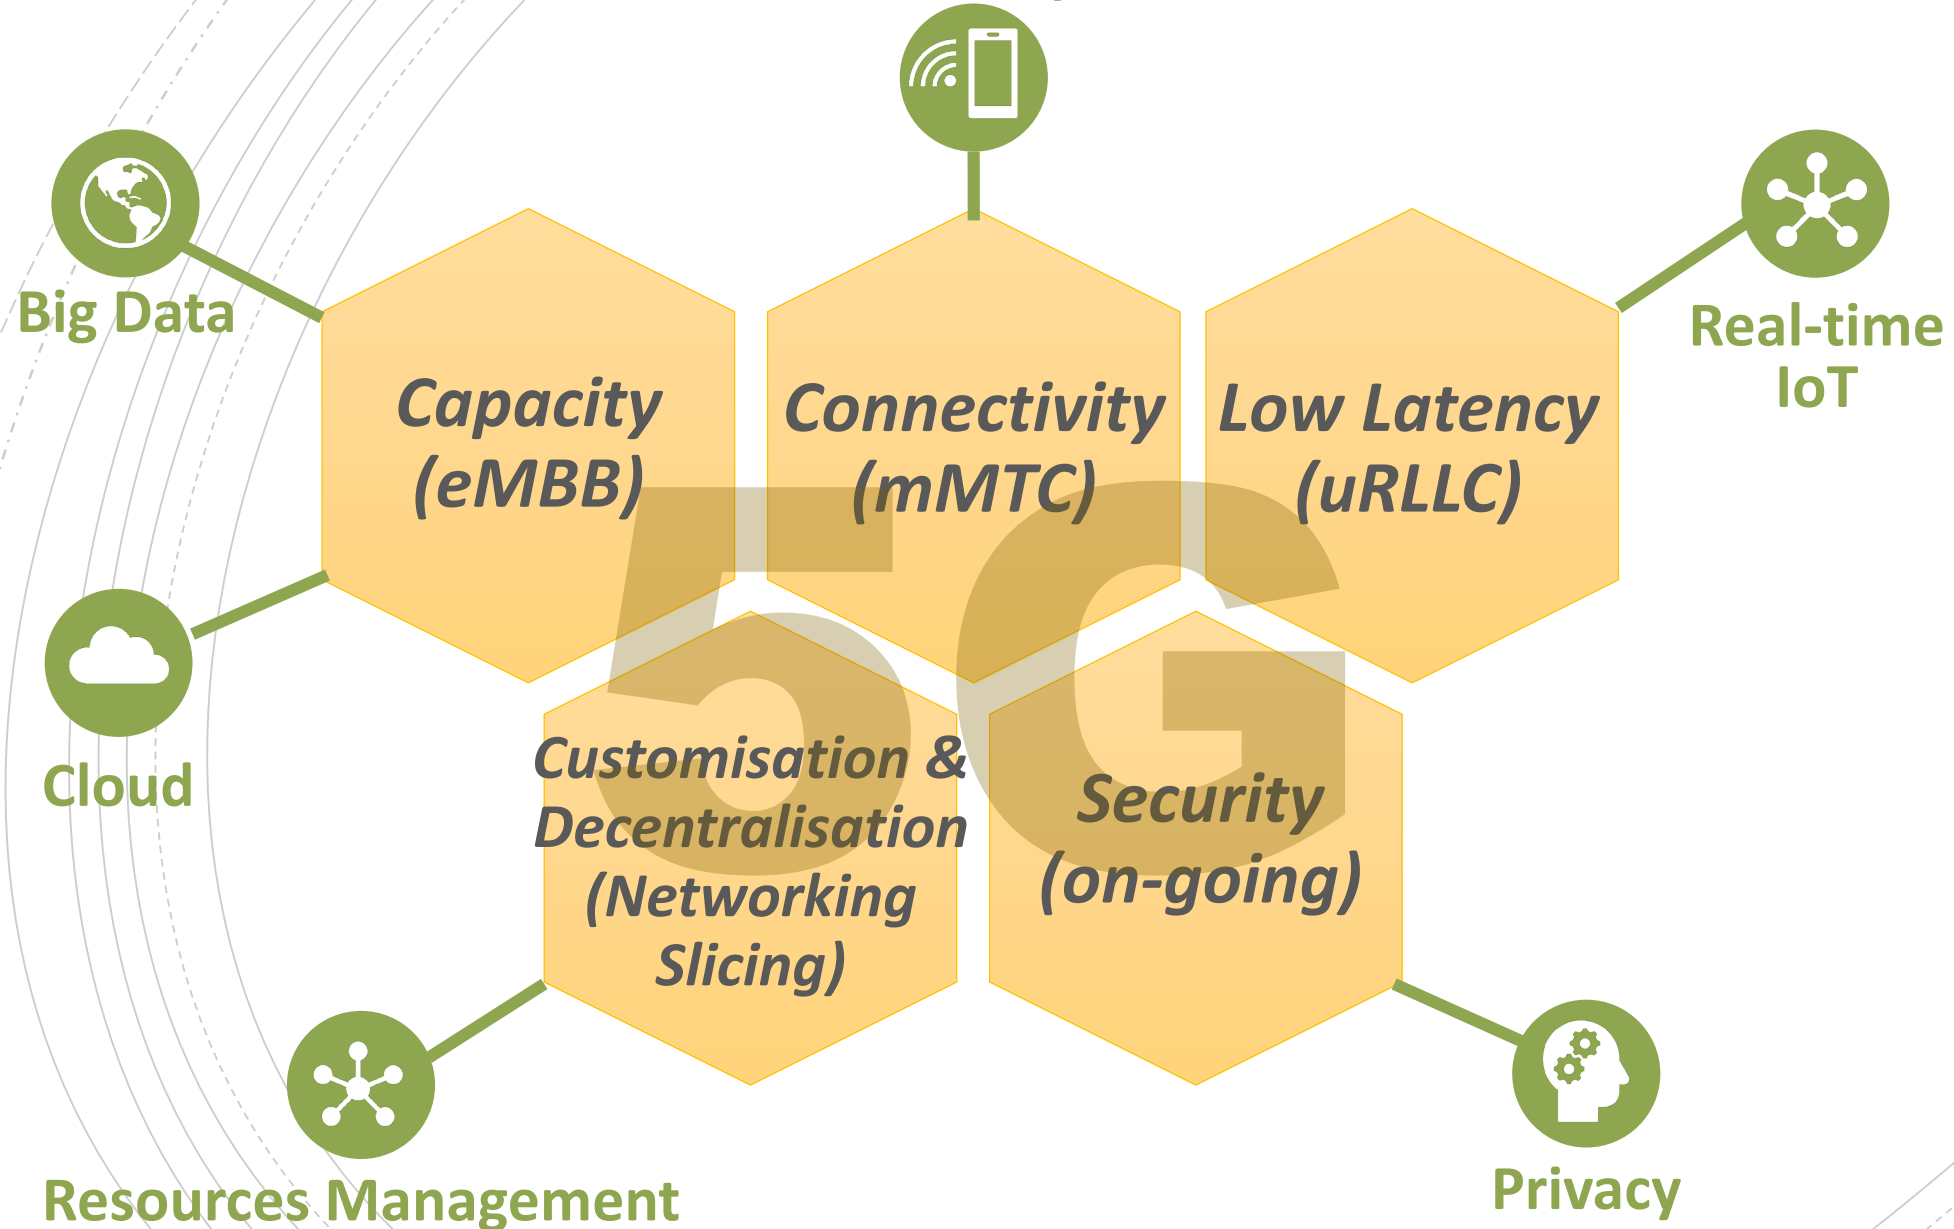 Big Data
Real-time
IoT
Capacity
(eMBB)
Connectivity
(mMTC)
Low Latency
(uRLLC)
5G
Cloud
Customisation &
Decentralisation
(Networking
Slicing)
Security
(on-going)
Resources Management
Privacy